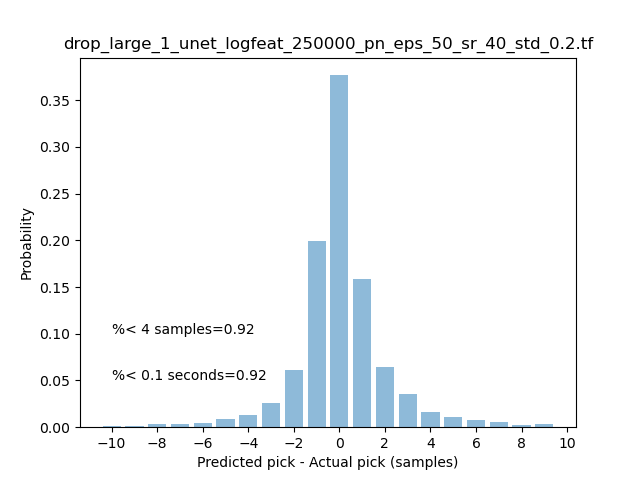 drop_large_1_unet_logfeat_250000_pn_eps_50_sr_40_std_0.2.tf
Probability
0.35
0.30
0.25
0.20
0.15
0.10
0.05
0.00
%< 4 samples=0.92
%< 0.1 seconds=0.92
−10 −8 −6 −4 −2 0 2 4 6 8 10
Predicted pick - Actual pick (samples)